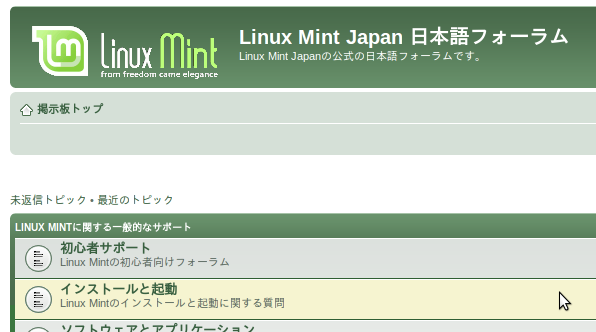 Linux Mint
from freedom came elegance
Linux Mint Japan 日本語フォーラム
Linux Mint Japanの公式の日本語フォーラムです。
掲示板トップ
未返信トピック • 最近のトピック
LINUX MINTに関する一般的なサポート
初心者サポート
Linux Mintの初心者向けフォーラム
インストールと起動
Linux Mintのインストールと起動に関する質問
ソフトウェアとアプリケーション